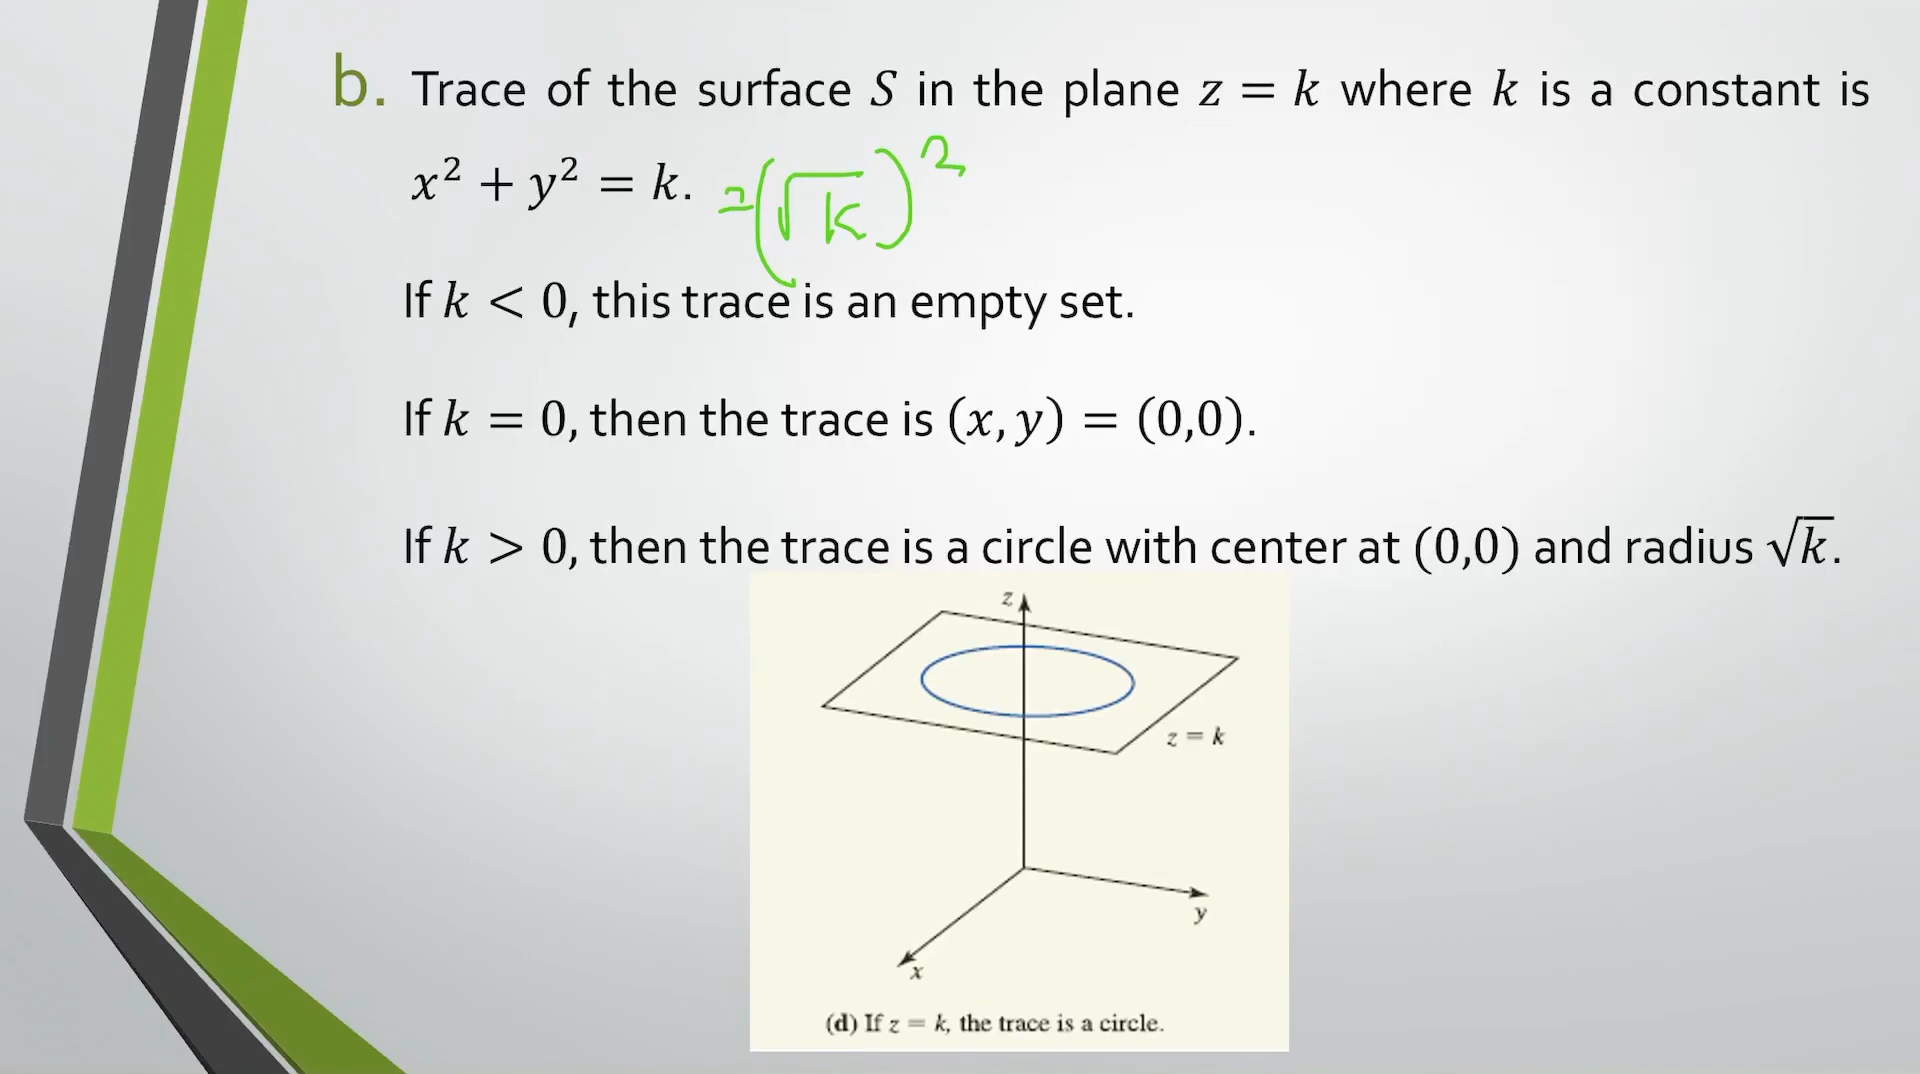 b. Trace of the surface S in the plane z = k where k is a constant is
x² + y² = k. =(√k)²
If k < 0, this trace is an empty set.
If k = 0, then the trace is (x, y) = (0,0).
If k > 0, then the trace is a circle with center at (0,0) and radius √k.
z
z = k
y
x
(d) If z = k, the trace is a circle.